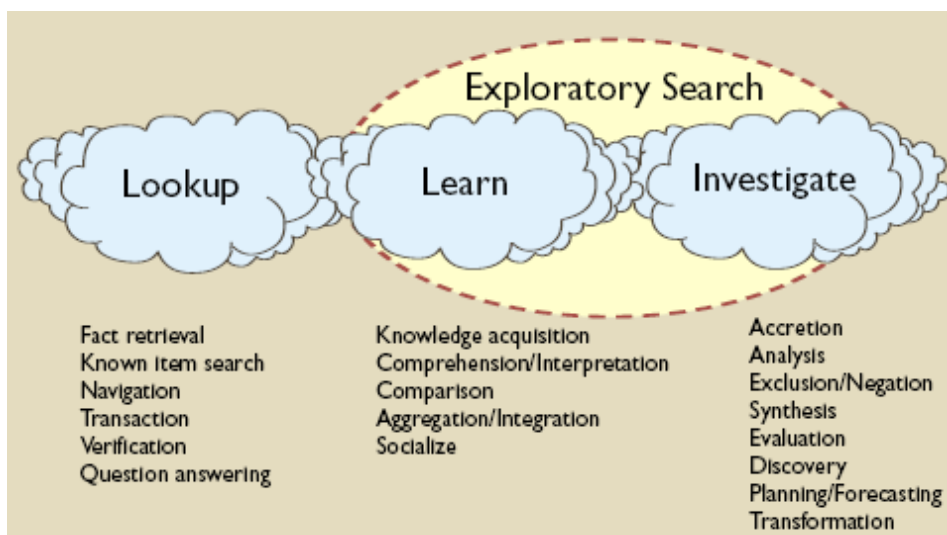 Exploratory Search
Lookup
Learn
Investigate
Fact retrieval
Known item search
Navigation
Transaction
Verification
Question answering
Knowledge acquisition
Comprehension/Interpretation
Comparison
Aggregation/Integration
Socialize
Accretion
Analysis
Exclusion/Negation
Synthesis
Evaluation
Discovery
Planning/Forecasting
Transformation